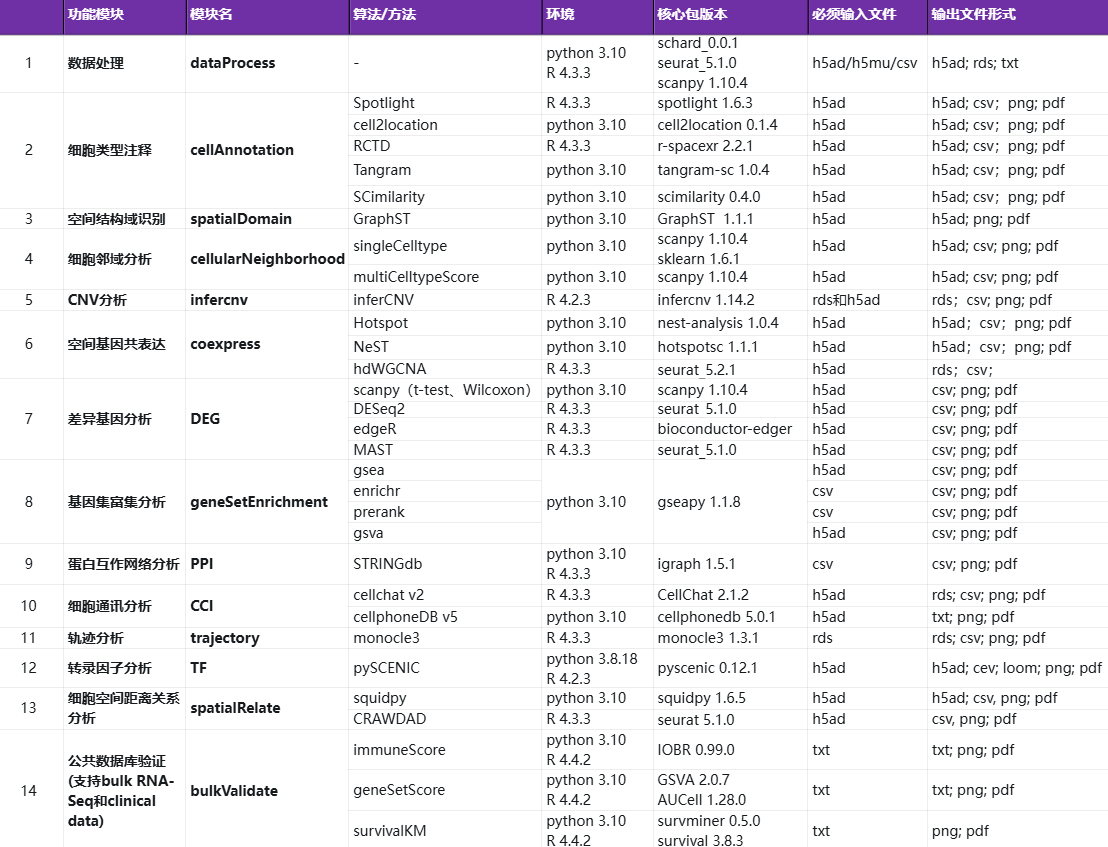 功能模块 模块名 算法/方法 环境 核心包版本 必须输入文件 输出文件形式
1 数据处理 dataProcess - python 3.10 R 4.3.3 schard_0.0.1 seurat_5.1.0 scanpy 1.10.4 h5ad/h5mu/csv h5ad; rds; txt
2 细胞类型注释 cellAnnotation
Spotlight R 4.3.3 spotlight 1.6.3 h5ad h5ad; csv；png; pdf
cell2location python 3.10 cell2location 0.1.4 h5ad h5ad; csv；png; pdf
RCTD R 4.3.3 r-spacexr 2.2.1 h5ad h5ad; csv；png; pdf
Tangram python 3.10 tangram-sc 1.0.4 h5ad h5ad; csv；png; pdf
SCimilarity python 3.10 scimilarity 0.4.0 h5ad h5ad; csv；png; pdf
3 空间结构域识别 spatialDomain GraphST python 3.10 GraphST 1.1.1 h5ad h5ad; png; pdf
4 细胞邻域分析 cellularNeighborhood
singleCelltype python 3.10 scanpy 1.10.4 sklearn 1.6.1 h5ad h5ad; csv; png; pdf
multiCelltypeScore python 3.10 scanpy 1.10.4 h5ad h5ad; csv; png; pdf
5 CNV分析 infercnv inferCNV R 4.2.3 infercnv 1.14.2 rds和h5ad rds；csv; png; pdf
6 空间基因共表达 coexpress
Hotspot python 3.10 nest-analysis 1.0.4 h5ad h5ad；csv；png; pdf
NeST python 3.10 hotspotsc 1.1.1 h5ad h5ad；csv；png; pdf
hdWGCNA R 4.3.3 seurat_5.2.1 h5ad rds；csv；
7 差异基因分析 DEG
scanpy（t-test、Wilcoxon） python 3.10 scanpy 1.10.4 h5ad csv; png; pdf
DESeq2 R 4.3.3 seurat 5.1.0 h5ad csv; png; pdf
edgeR R 4.3.3 bioconductor-edger h5ad csv; png; pdf
MAST R 4.3.3 seurat_5.1.0 h5ad csv; png; pdf
8 基因集富集分析 geneSetEnrichment python 3.10 gseapy 1.1.8
gsea h5ad csv; png; pdf
enrichr csv csv; png; pdf
prerank csv csv; png; pdf
gsva h5ad csv; png; pdf
9 蛋白互作网络分析 PPI STRINGdb python 3.10 R 4.3.3 igraph 1.5.1 csv csv; png; pdf
10 细胞通讯分析 CCI
cellchat v2 R 4.3.3 CellChat 2.1.2 h5ad rds; csv; png; pdf
cellphoneDB v5 python 3.10 cellphonedb 5.0.1 h5ad txt; png; pdf
11 轨迹分析 trajectory monocle3 R 4.3.3 monocle3 1.3.1 rds rds; csv; png; pdf
12 转录因子分析 TF pySCENIC python 3.8.18 R 4.2.3 pyscenic 0.12.1 h5ad h5ad; cev; loom; png; pdf
13 细胞空间距离关系分析 spatialRelate
squidpy python 3.10 squidpy 1.6.5 h5ad h5ad; csv, png; pdf
CRAWDAD R 4.3.3 seurat 5.1.0 h5ad csv, png; pdf
14 公共数据库验证(支持bulk RNA-Seq和clinical data) bulkValidate
immuneScore python 3.10 R 4.4.2 IOBR 0.99.0 txt txt; png; pdf
geneSetScore python 3.10 R 4.4.2 GSVA 2.0.7 AUCell 1.28.0 txt txt; png; pdf
survivalKM python 3.10 R 4.4.2 survminer 0.5.0 survival 3.8.3 txt png; pdf